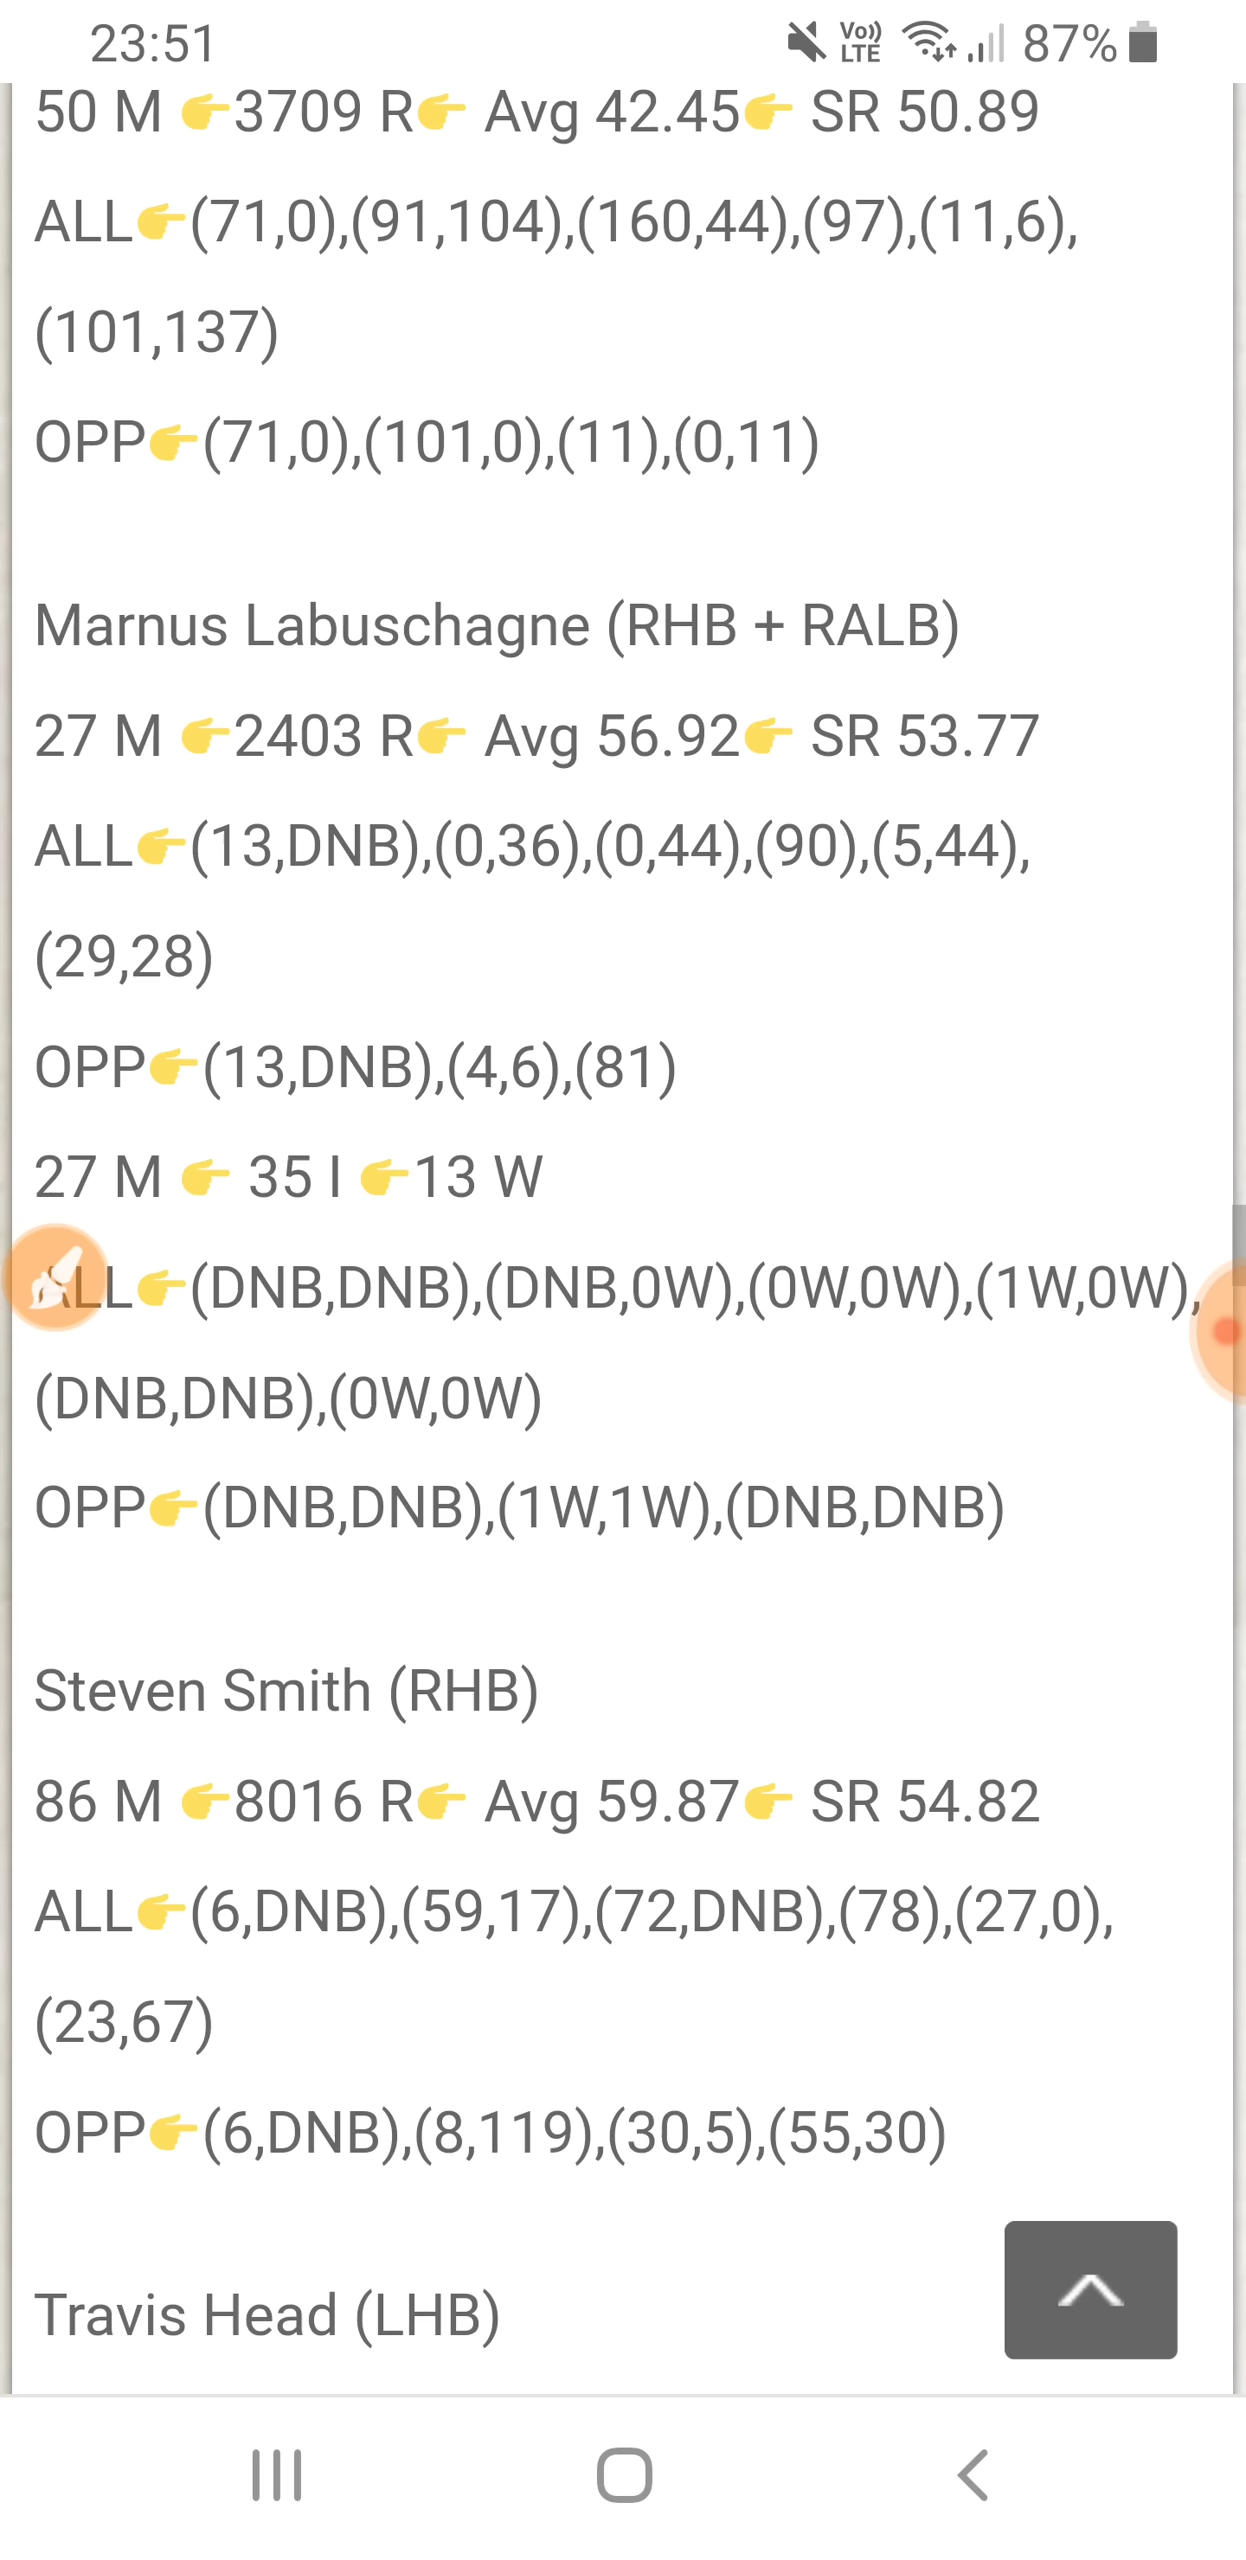 23:51 Vo)) LTE 87%
50 M 👉3709 R👉 Avg 42.45👉 SR 50.89
ALL👉(71,0),(91,104),(160,44),(97),(11,6),
(101,137)
OPP👉(71,0),(101,0),(11),(0,11)
Marnus Labuschagne (RHB + RALB)
27 M 👉2403 R👉 Avg 56.92👉 SR 53.77
ALL👉(13,DNB),(0,36),(0,44),(90),(5,44),
(29,28)
OPP👉(13,DNB),(4,6),(81)
27 M 👉 35 I 👉13 W
ALL👉(DNB,DNB),(DNB,0W),(0W,0W),(1W,0W),
(DNB,DNB),(0W,0W)
OPP👉(DNB,DNB),(1W,1W),(DNB,DNB)
Steven Smith (RHB)
86 M 👉8016 R👉 Avg 59.87👉 SR 54.82
ALL👉(6,DNB),(59,17),(72,DNB),(78),(27,0),
(23,67)
OPP👉(6,DNB),(8,119),(30,5),(55,30)
Travis Head (LHB)